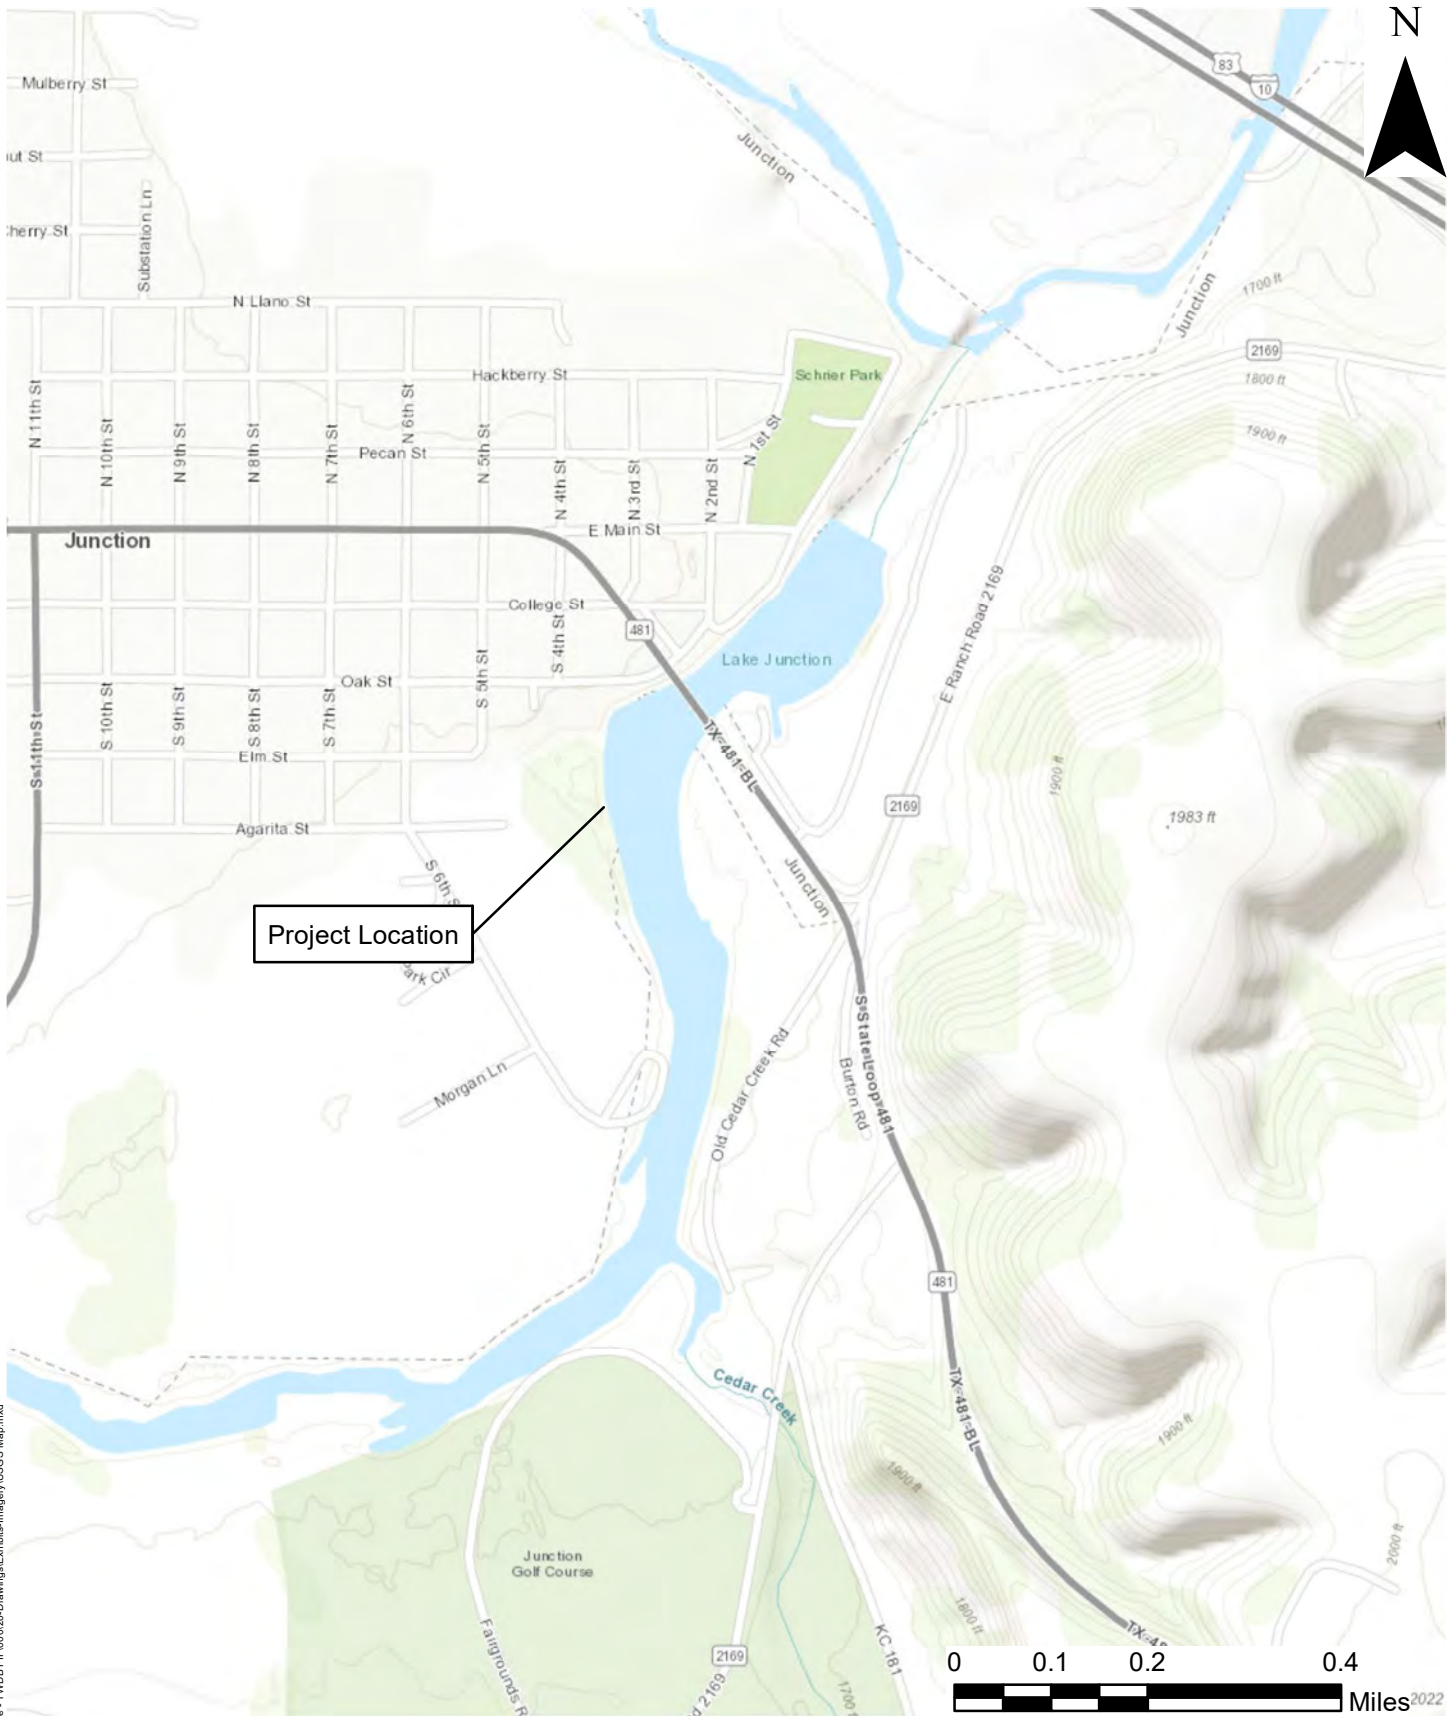 N
83
10
Mulberry St
Junction
ut St
Substation Ln
herry St
N Llano St
Junction
1700 ft
2169
1800 ft
Hackberry St
Schrier Park
N 11th St
N 10th St
N 9th St
N 8th St
N 7th St
N 6th St
N 5th St
N 4th St
N 3rd St
N 2nd St
N 1st St
1900 ft
Pecan St
E Main St
Junction
College St
481
S 4th St
E Ranch Road 2169
Lake Junction
Oak St
S 11th St
S 10th St
S 9th St
S 8th St
S 7th St
S 5th St
Elm St
TX-481-BL
1900 ft
2169
1983 ft
Agarita St
S 6th S
Junction
Project Location
Park Cir
S State Loop 481
Old Cedar Creek Rd
Burton Rd
Morgan Ln
481
Cedar Creek
TX-481-BL
1900 ft
1900 ft
2000 ft
Junction
Golf Course
Fairgrounds R
KC 181
1800 ft
2169
d 2169
1700 ft
TX-48
0 0.1 0.2 0.4
Miles
2022